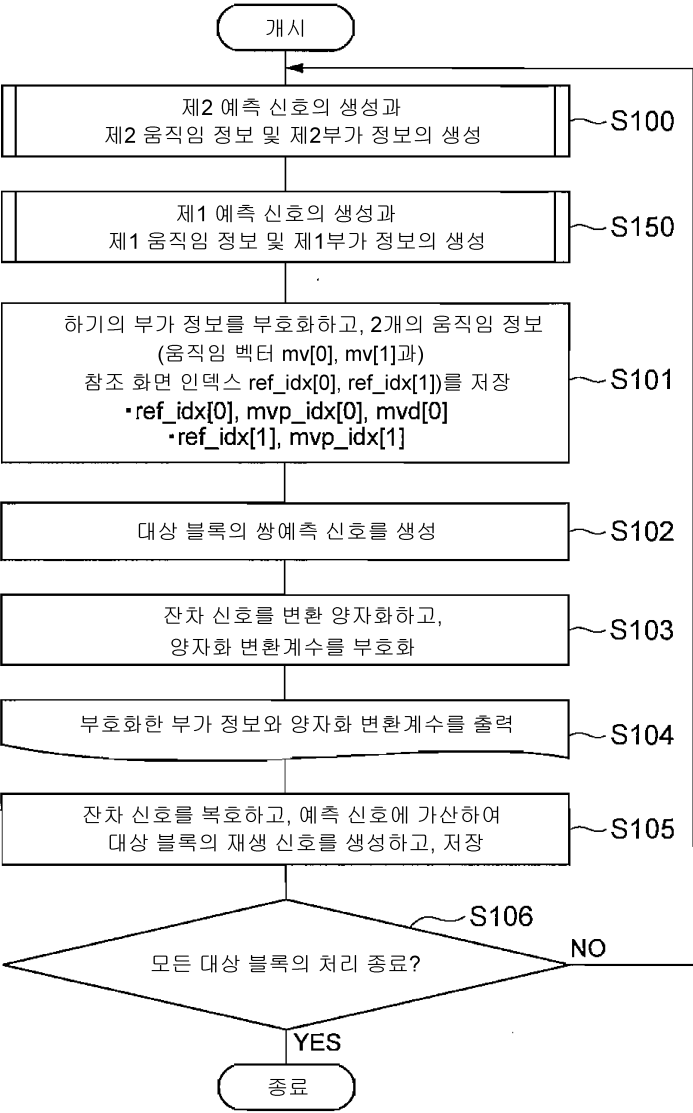 개시
제2 예측 신호의 생성과
제2 움직임 정보 및 제2부가 정보의 생성
S100
제1 예측 신호의 생성과
제1 움직임 정보 및 제1부가 정보의 생성
S150
하기의 부가 정보를 부호화하고, 2개의 움직임 정보
(움직임 벡터 mv[0], mv[1]과)
참조 화면 인덱스 ref_idx[0], ref_idx[1])를 저장
・ref_idx[0], mvp_idx[0], mvd[0]
・ref_idx[1], mvp_idx[1]
S101
대상 블록의 쌍예측 신호를 생성
S102
잔차 신호를 변환 양자화하고,
양자화 변환계수를 부호화
S103
부호화한 부가 정보와 양자화 변환계수를 출력
S104
잔차 신호를 복호하고, 예측 신호에 가산하여
대상 블록의 재생 신호를 생성하고, 저장
S105
S106
모든 대상 블록의 처리 종료?
NO
YES
종료